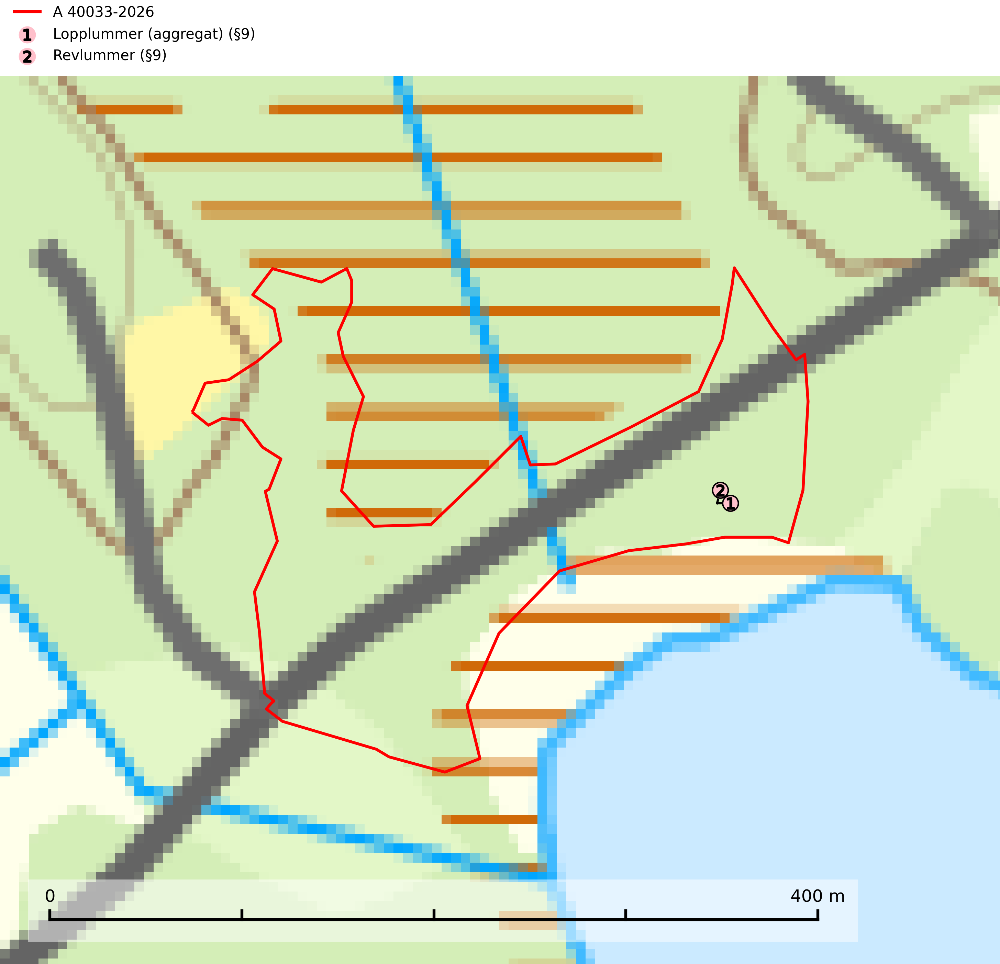 A 40033-2026
1 Lopplummer (aggregat) (§9)
2 Revlummer (§9)
2
1
0 400 m